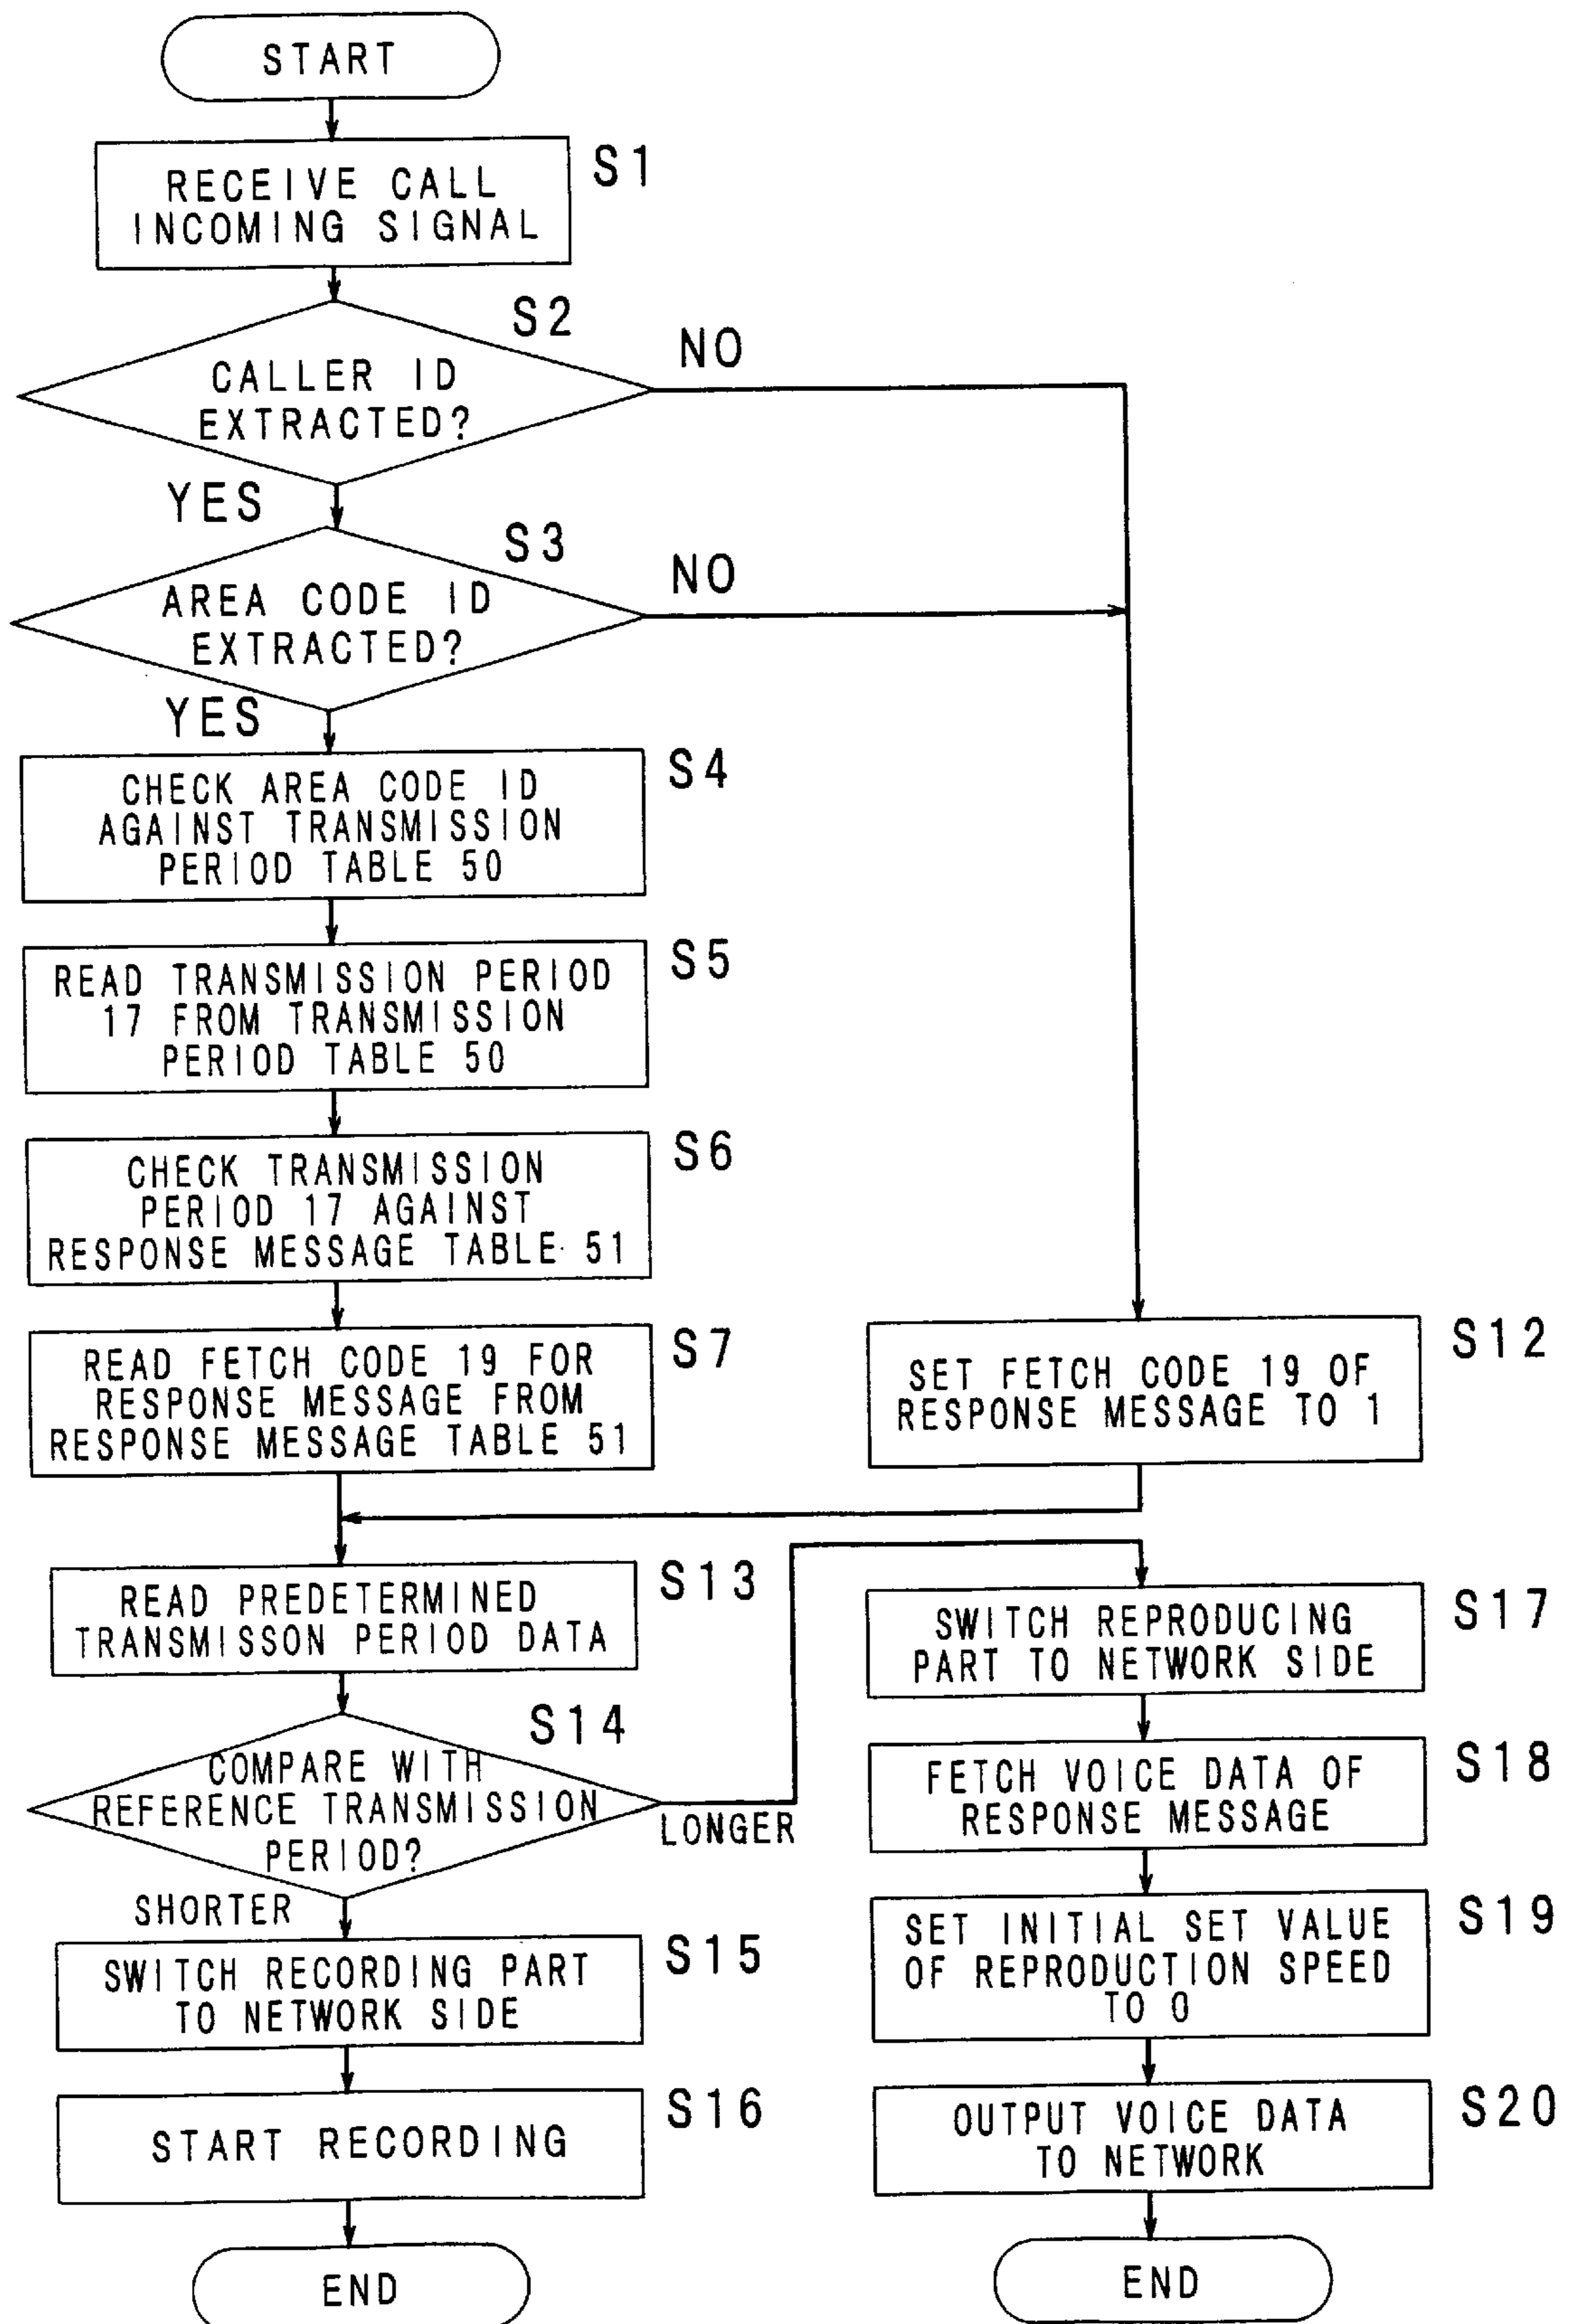 START
RECEIVE CALL
INCOMING SIGNAL
S1
S2
CALLER ID
EXTRACTED?
NO
YES
S3
AREA CODE ID
EXTRACTED?
NO
YES
S4
CHECK AREA CODE ID
AGAINST TRANSMISSION
PERIOD TABLE 50
S5
READ TRANSMISSION PERIOD
17 FROM TRANSMISSION
PERIOD TABLE 50
S6
CHECK TRANSMISSION
PERIOD 17 AGAINST
RESPONSE MESSAGE TABLE 51
S7
READ FETCH CODE 19 FOR
RESPONSE MESSAGE FROM
RESPONSE MESSAGE TABLE 51
S12
SET FETCH CODE 19 OF
RESPONSE MESSAGE TO 1
S13
READ PREDETERMINED
TRANSMISSON PERIOD DATA
S14
COMPARE WITH
REFERENCE TRANSMISSION
PERIOD?
LONGER
SHORTER
S15
SWITCH RECORDING PART
TO NETWORK SIDE
S16
START RECORDING
END
S17
SWITCH REPRODUCING
PART TO NETWORK SIDE
S18
FETCH VOICE DATA OF
RESPONSE MESSAGE
S19
SET INITIAL SET VALUE
OF REPRODUCTION SPEED
TO 0
S20
OUTPUT VOICE DATA
TO NETWORK
END